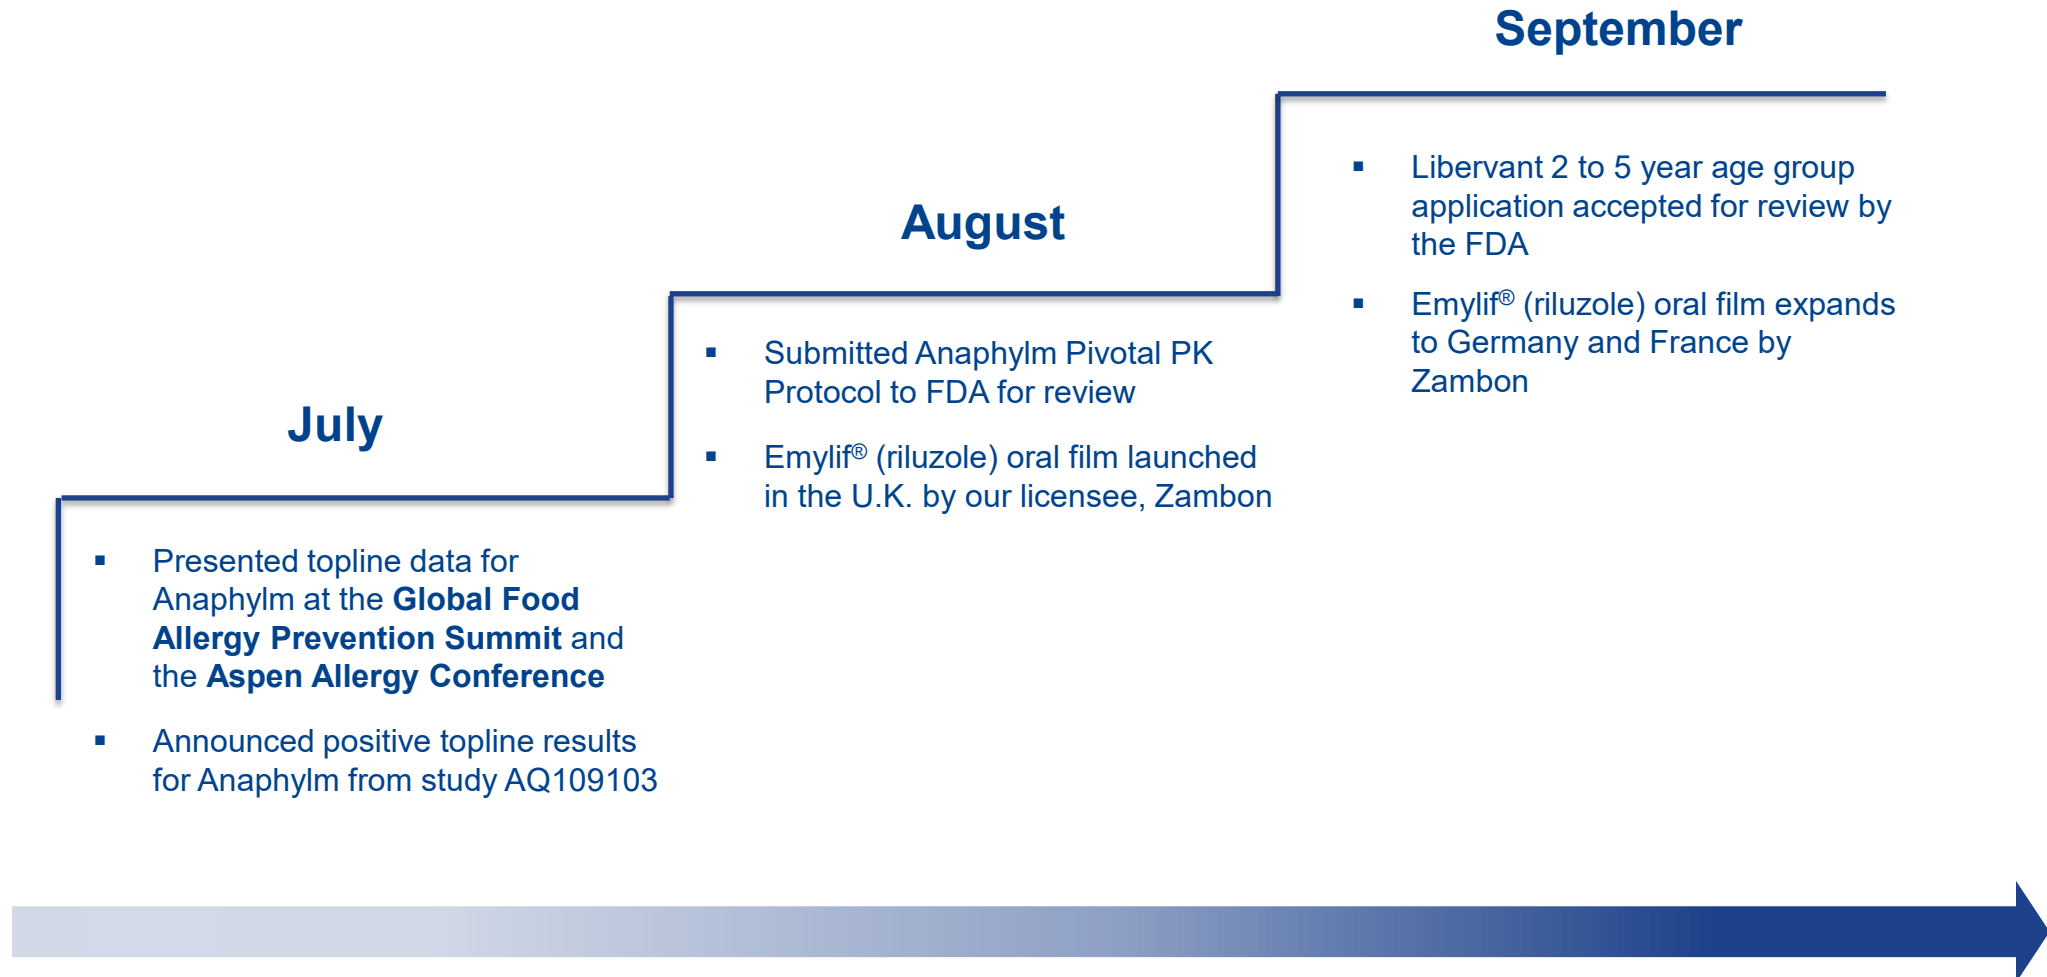 July
▪ Presented topline data for
Anaphylm at the Global Food
Allergy Prevention Summit and
the Aspen Allergy Conference
▪ Announced positive topline results
for Anaphylm from study AQ109103
August
▪ Submitted Anaphylm Pivotal PK
Protocol to FDA for review
▪ Emylif® (riluzole) oral film launched
in the U.K. by our licensee, Zambon
September
▪ Libervant 2 to 5 year age group
application accepted for review by
the FDA
▪ Emylif® (riluzole) oral film expands
to Germany and France by
Zambon